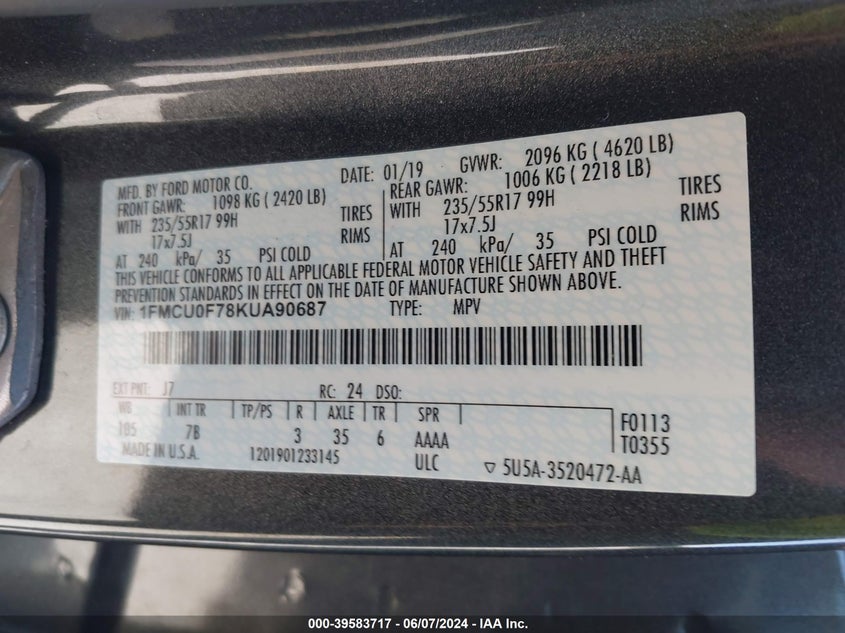 MFD. BY FORD MOTOR CO. DATE: 01/19 GVWR: 2096 KG ( 4620 LB)
FRONT GAWR: 1098 KG ( 2420 LB) REAR GAWR: 1006 KG ( 2218 LB)
WITH 235/55R17 99H TIRES WITH 235/55R17 99H TIRES
17x7.5J RIMS 17x7.5J RIMS
AT 240 kPa/ 35 PSI COLD AT 240 kPa/ 35 PSI COLD
THIS VEHICLE CONFORMS TO ALL APPLICABLE FEDERAL MOTOR VEHICLE SAFETY AND THEFT
PREVENTION STANDARDS IN EFFECT ON THE DATE OF MANUFACTURE SHOWN ABOVE.
VIN: 1FMCU0F78KUA90687 TYPE: MPV
EXT PNT: J7 RC: 24 DSO:
WB INT TR TP/PS R AXLE TR SPR F0113
105 7B 3 35 6 AAAA T0355
MADE IN U.S.A. 1201901233145 ULC ▽ 5U5A-3520472-AA
000-39583717 - 06/07/2024 - IAA Inc.